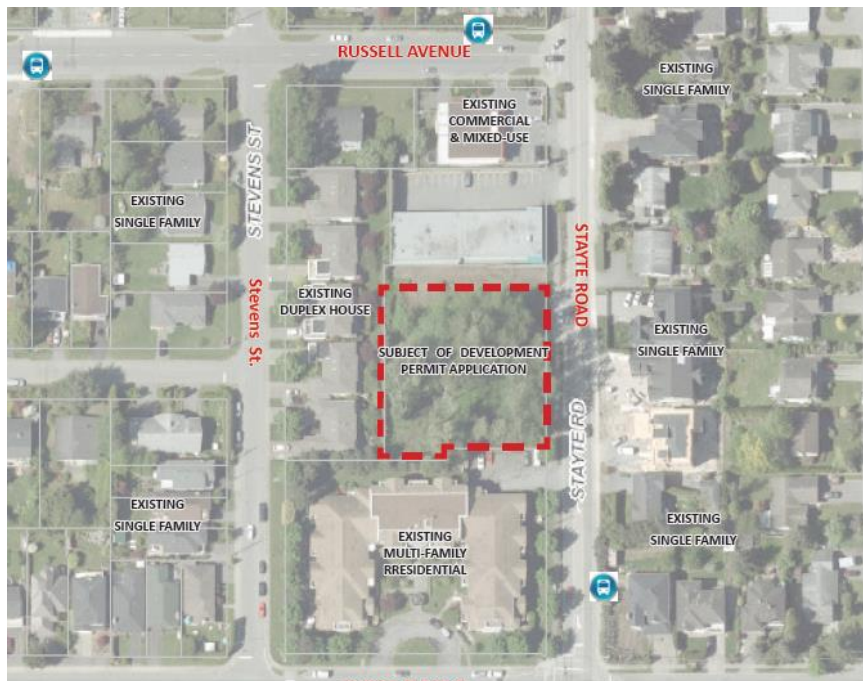 RUSSELL AVENUE
EXISTING
SINGLE FAMILY
EXISTING
COMMERCIAL
& MIXED-USE
STEVENS ST
EXISTING
SINGLE FAMILY
STAYTE ROAD
Stevens St.
EXISTING
DUPLEX HOUSE
EXISTING
SINGLE FAMILY
SUBJECT OF DEVELOPMENT
PERMIT APPLICATION
STAYTE RD
EXISTING
SINGLE FAMILY
EXISTING
MULTI-FAMILY
RRESIDENTIAL
EXISTING
SINGLE FAMILY